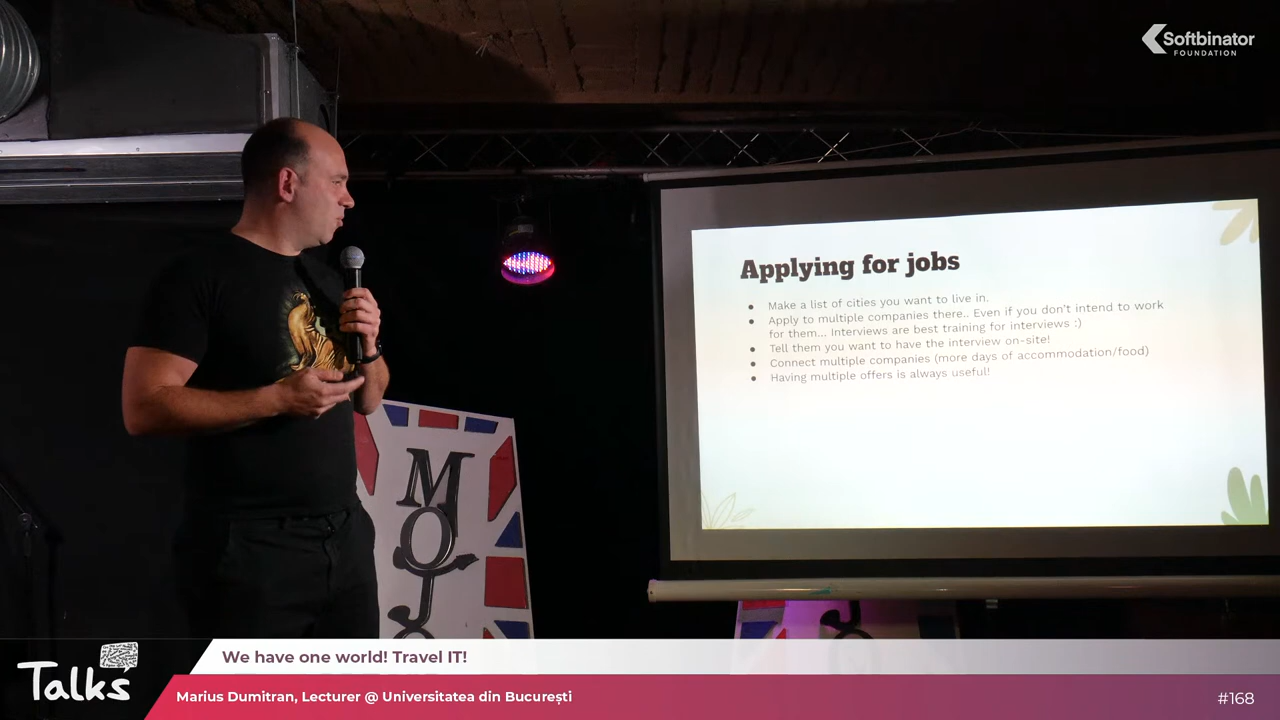 Softbinator
FOUNDATION
Applying for jobs
● Make a list of cities you want to live in.
● Apply to multiple companies there.. Even if you don't intend to work
for them... Interviews are best training for interviews :)
● Tell them you want to have the interview on-site!
● Connect multiple companies (more days of accommodation/food)
● Having multiple offers is always useful!
MOJO
Talks
We have one world! Travel IT!
Marius Dumitran, Lecturer @ Universitatea din București
#168